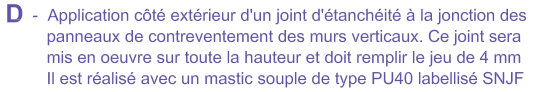 D - Application côté extérieur d'un joint d'étanchéité à la jonction des
panneaux de contreventement des murs verticaux. Ce joint sera
mis en oeuvre sur toute la hauteur et doit remplir le jeu de 4 mm
Il est réalisé avec un mastic souple de type PU40 labellisé SNJF